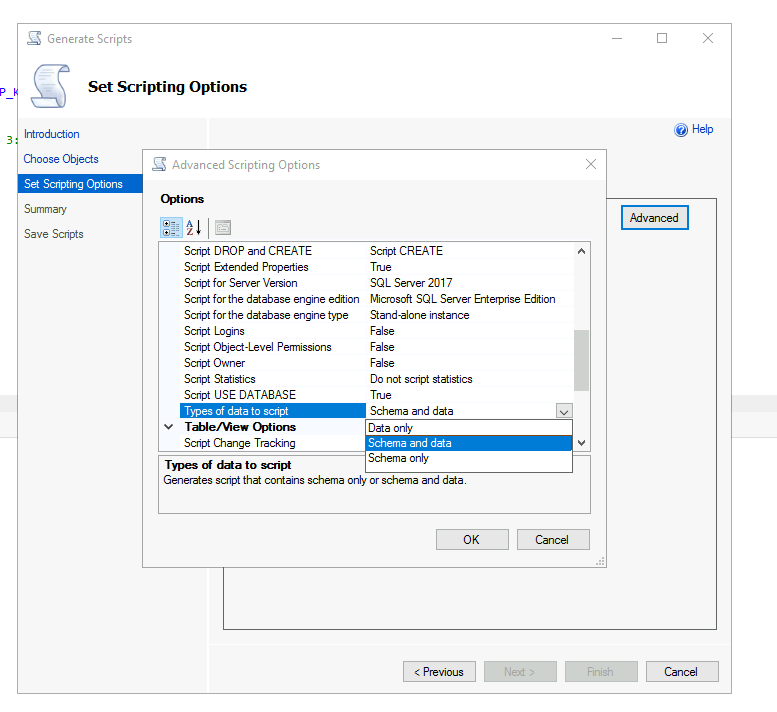 Generate Scripts
Set Scripting Options
P_K
3:
Introduction
Choose Objects
Set Scripting Options
Summary
Save Scripts
Help
Advanced Scripting Options
Options
Advanced
Script DROP and CREATE Script CREATE
Script Extended Properties True
Script for Server Version SQL Server 2017
Script for the database engine edition Microsoft SQL Server Enterprise Edition
Script for the database engine type Stand-alone instance
Script Logins False
Script Object-Level Permissions False
Script Owner False
Script Statistics Do not script statistics
Script USE DATABASE True
Types of data to script Schema and data
Table/View Options Data only
Script Change Tracking Schema and data
Schema only
Types of data to script
Generates script that contains schema only or schema and data.
OK Cancel
< Previous Next > Finish Cancel